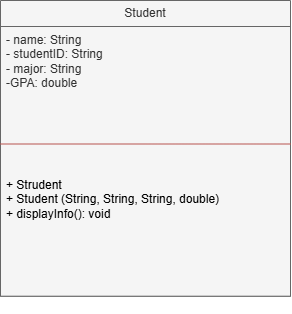 Student
- name: String
- studentID: String
- major: String
-GPA: double
+ Strudent
+ Student (String, String, String, double)
+ displayInfo(): void